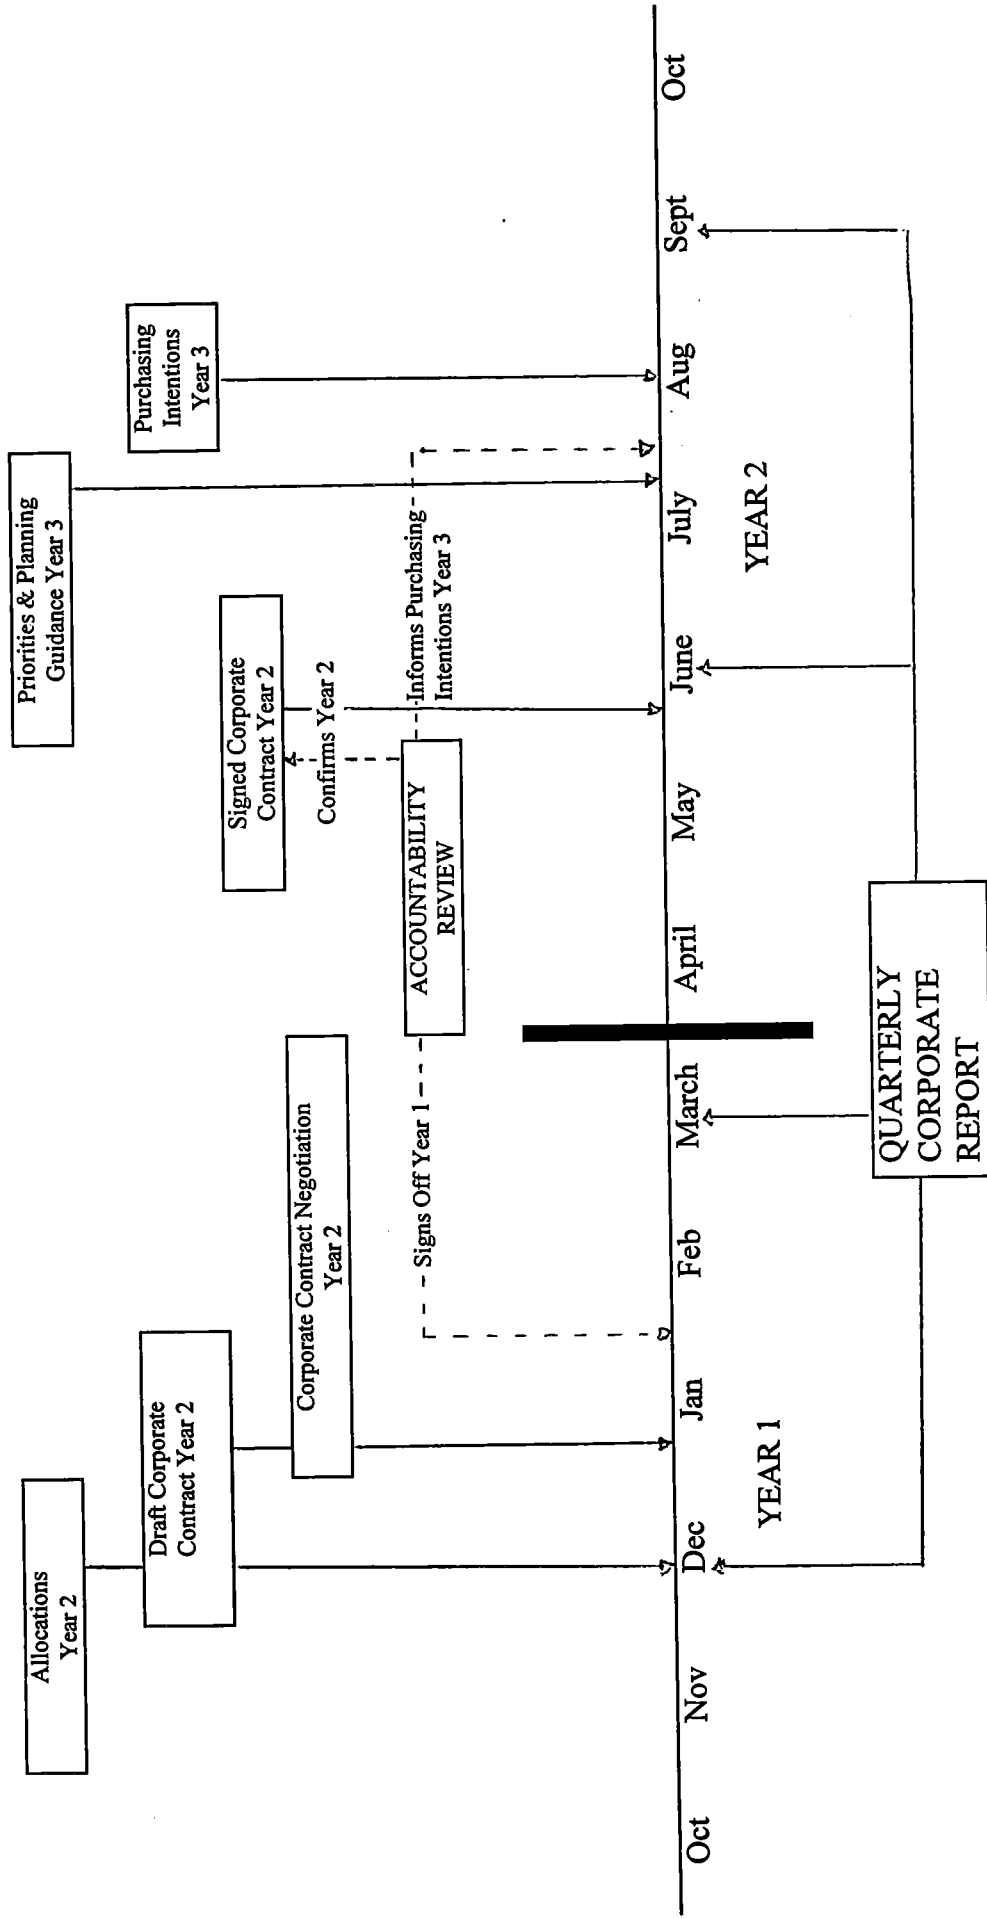 Allocations
Year 2
Draft Corporate
Contract Year 2
Corporate Contract Negotiation
Year 2
Priorities & Planning
Guidance Year 3
Purchasing
Intentions
Year 3
Signed Corporate
Contract Year 2
Confirms Year 2
Signs Off Year 1
ACCOUNTABILITY
REVIEW
Informs Purchasing
Intentions Year 3
Oct Nov Dec Jan Feb March April May June July Aug Sept Oct
YEAR 1
YEAR 2
QUARTERLY
CORPORATE
REPORT